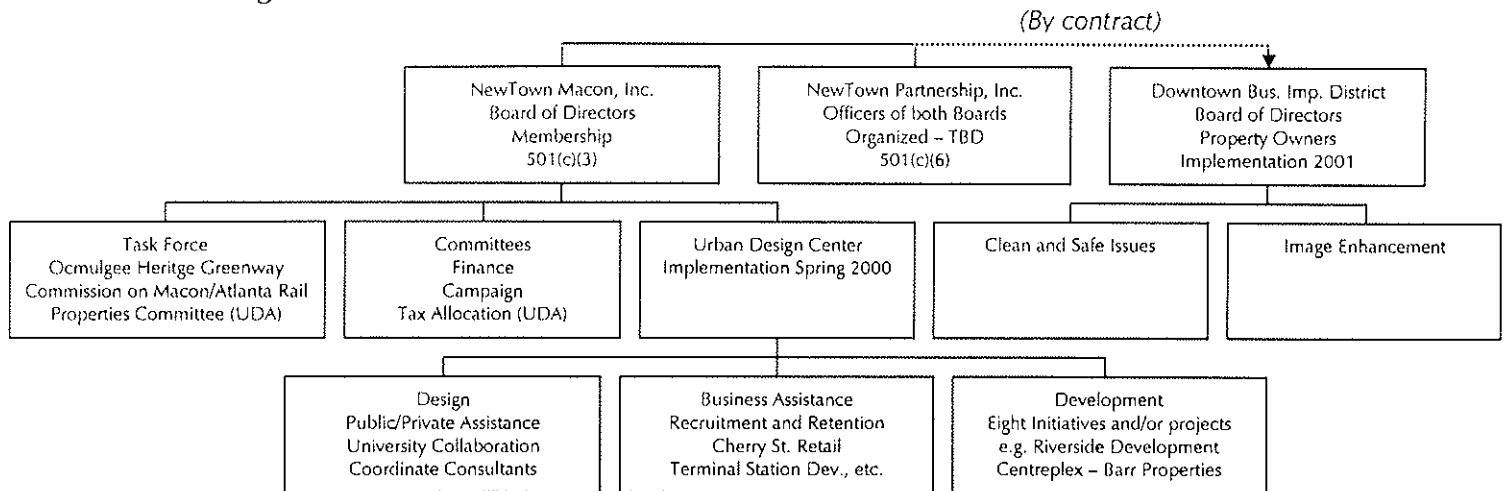 (By contract)
NewTown Macon, Inc.
Board of Directors
Membership
501(c)(3)
NewTown Partnership, Inc.
Officers of both Boards
Organized – TBD
501(c)(6)
Downtown Bus. Imp. District
Board of Directors
Property Owners
Implementation 2001
Task Force
Ocmulgee Heritge Greenway
Commission on Macon/Atlanta Rail
Properties Committee (UDA)
Committees
Finance
Campaign
Tax Allocation (UDA)
Urban Design Center
Implementation Spring 2000
Clean and Safe Issues
Image Enhancement
Design
Public/Private Assistance
University Collaboration
Coordinate Consultants
Business Assistance
Recruitment and Retention
Cherry St. Retail
Terminal Station Dev., etc.
Development
Eight Initiatives and/or projects
e.g. Riverside Development
Centreplex – Barr Properties